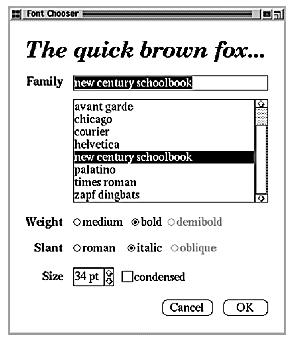 Font Chooser
The quick brown fox...
Family new century schoolbook
avant garde
chicago
courier
helvetica
new century schoolbook
palatino
times roman
zapf dingbats
Weight medium bold demibold
Slant roman italic oblique
Size 34 pt condensed
Cancel OK